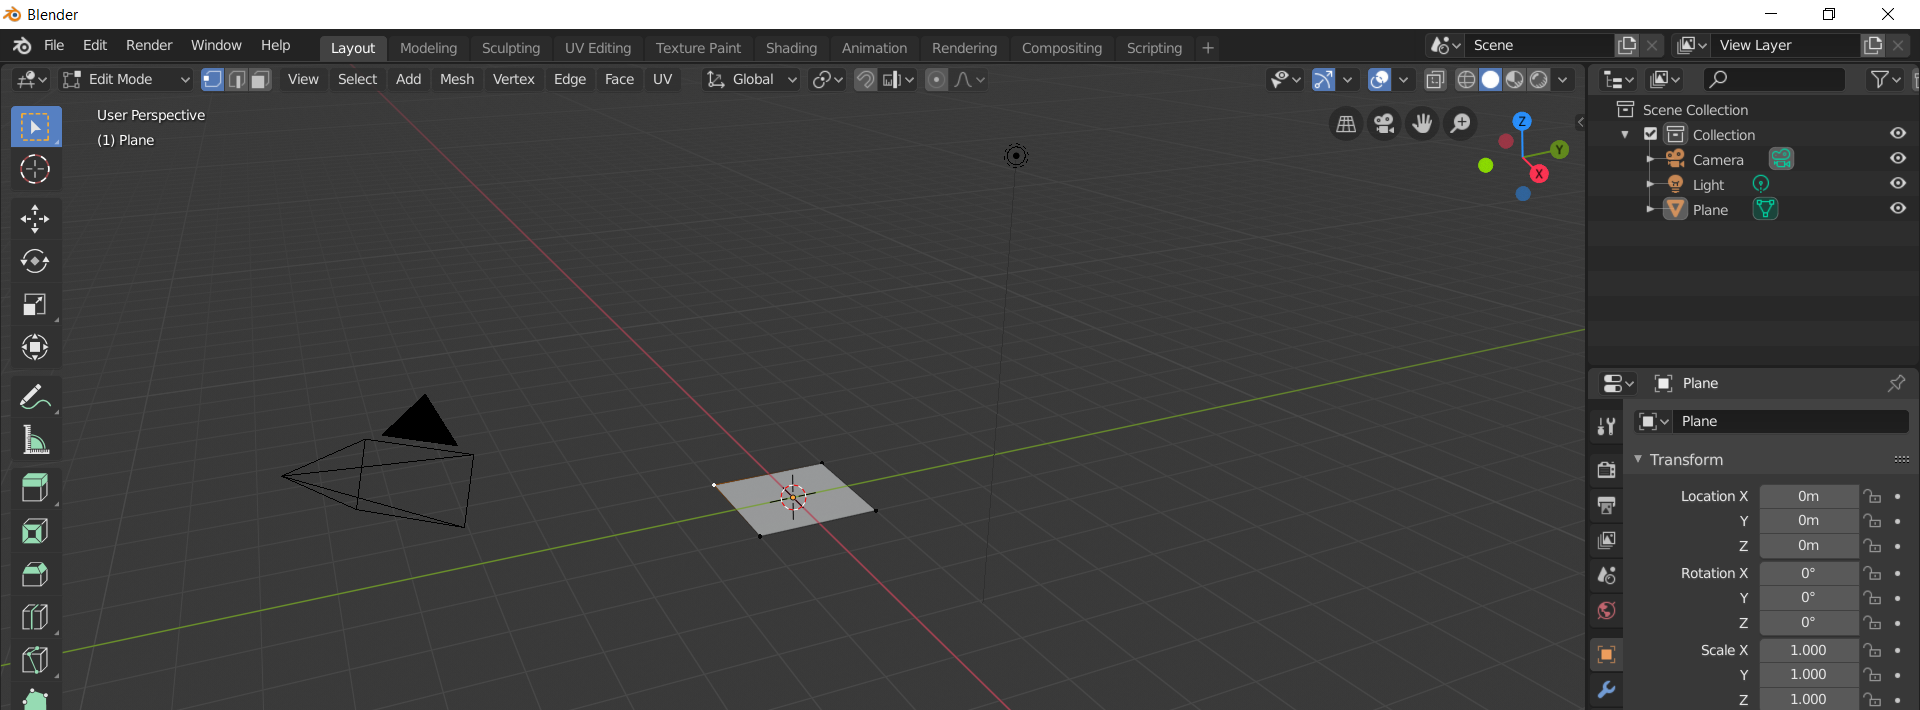 Blender
File Edit Render Window Help Layout Modeling Sculpting UV Editing Texture Paint Shading Animation Rendering Compositing Scripting + Scene View Layer
Edit Mode View Select Add Mesh Vertex Edge Face UV Global
User Perspective
(1) Plane
Z
Y
X
Scene Collection
Collection
Camera
Light
Plane
Plane
Plane
Transform
Location X 0m
Y 0m
Z 0m
Rotation X 0°
Y 0°
Z 0°
Scale X 1.000
Y 1.000
Z 1.000